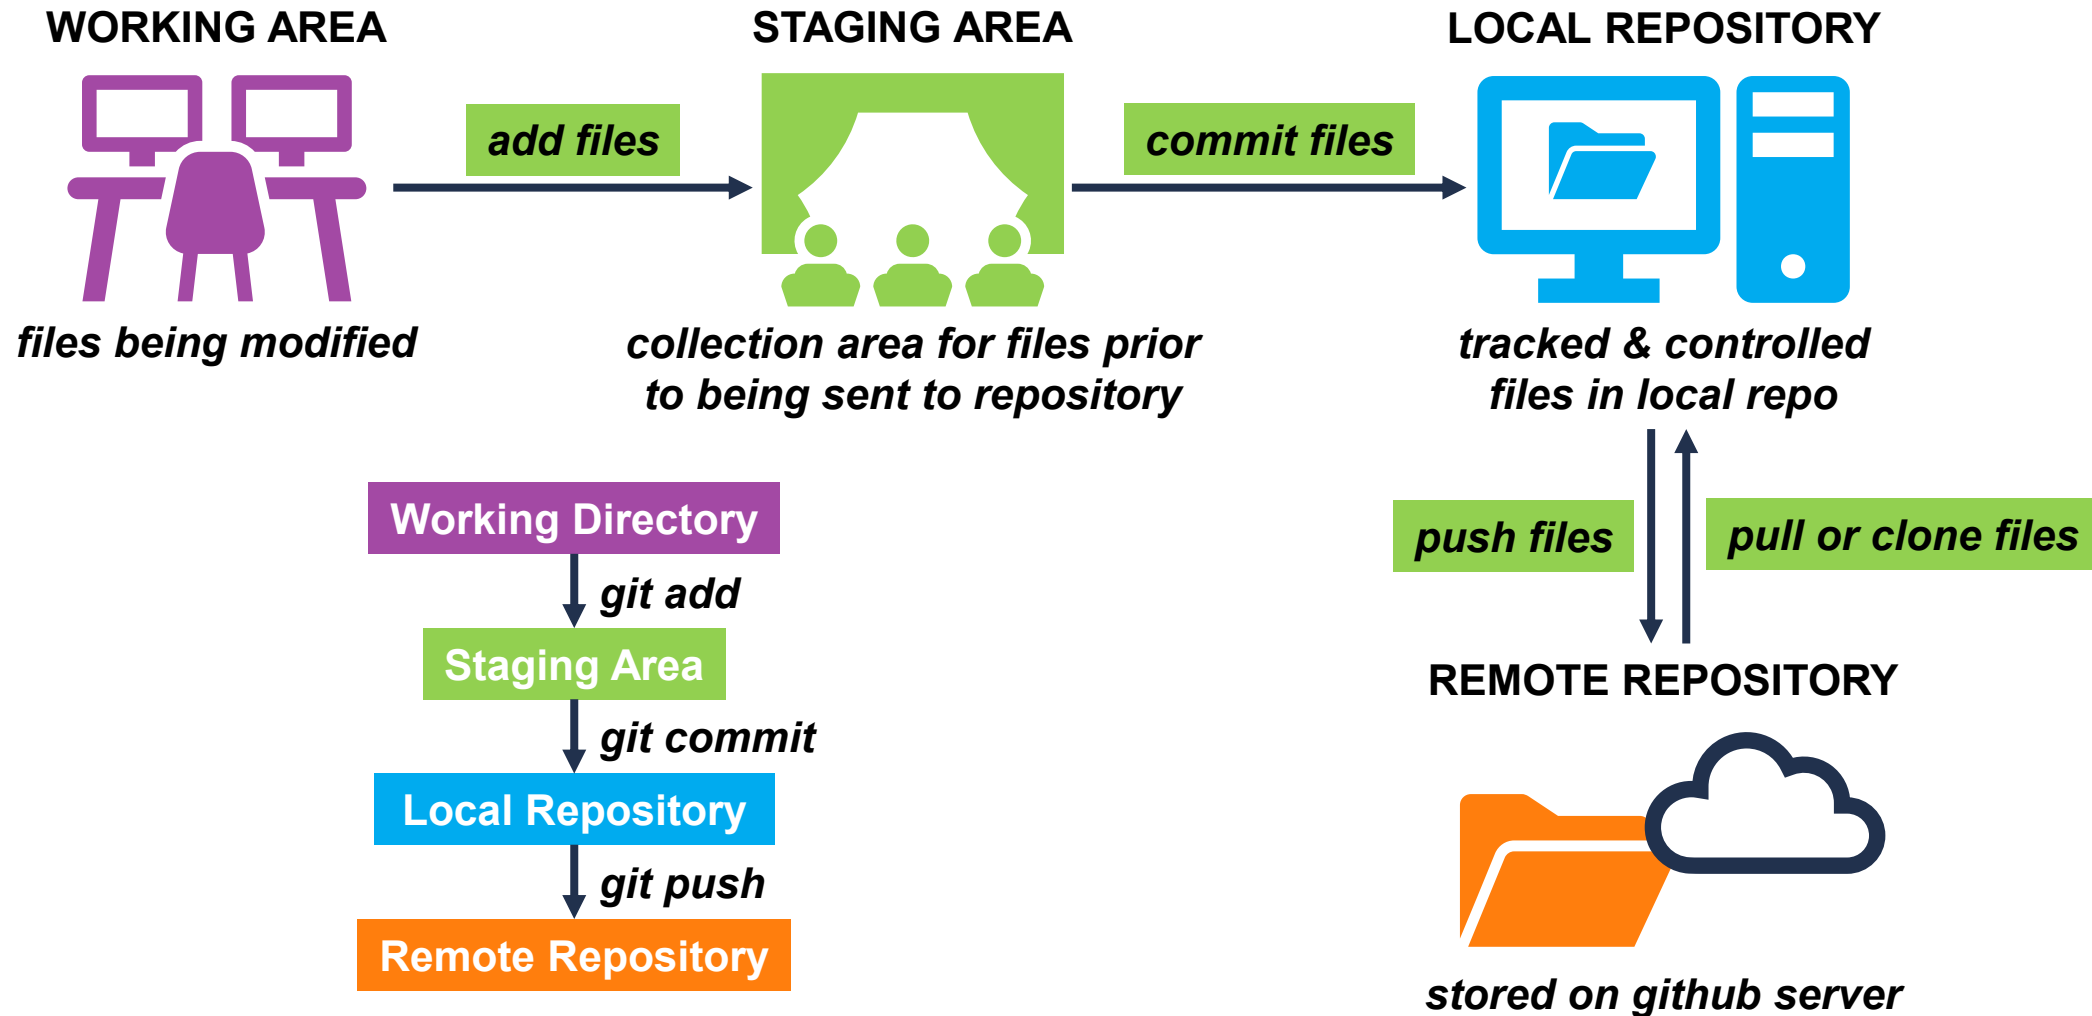 WORKING AREA
STAGING AREA
LOCAL REPOSITORY
add files
commit files
files being modified
collection area for files prior
to being sent to repository
tracked & controlled
files in local repo
push files
pull or clone files
Working Directory
git add
Staging Area
git commit
Local Repository
git push
Remote Repository
REMOTE REPOSITORY
stored on github server